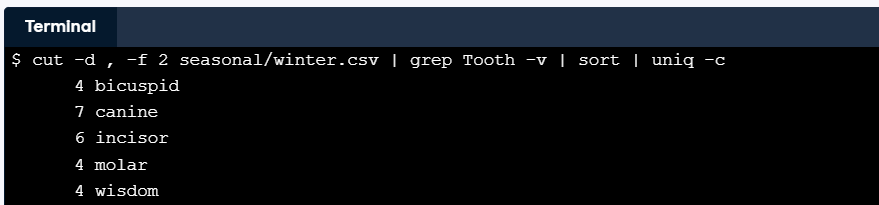 Terminal
$ cut -d , -f 2 seasonal/winter.csv | grep Tooth -v | sort | uniq -c
4 bicuspid
7 canine
6 incisor
4 molar
4 wisdom